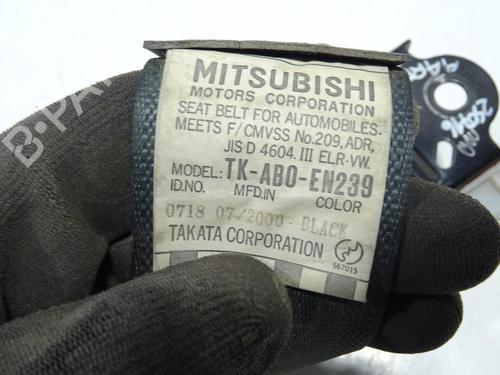 MITSUBISHI
MOTORS CORPORATION
SEAT BELT FOR AUTOMOBILES.
MEETS F/CMVSS No.209, ADR,
JIS D 4604. III ELR-VW.
MODEL: TK-AB0-EN239
ID.NO. MFD.IN COLOR
0718 07/2000 BLACK
TAKATA CORPORATION
567015
B-PA